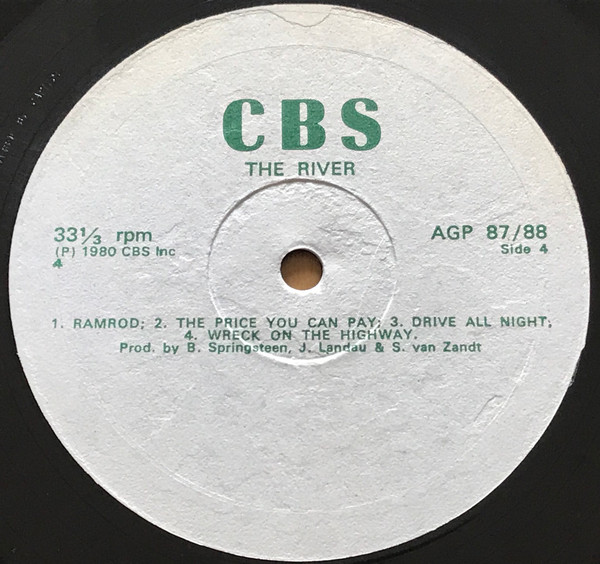 CBS
THE RIVER
33⅓ rpm
(P) 1980 CBS Inc
4
AGP 87/88
Side 4
1. RAMROD; 2. THE PRICE YOU CAN PAY; 3. DRIVE ALL NIGHT;
4. WRECK ON THE HIGHWAY.
Prod. by B. Springsteen, J. Landau & S. van Zandt